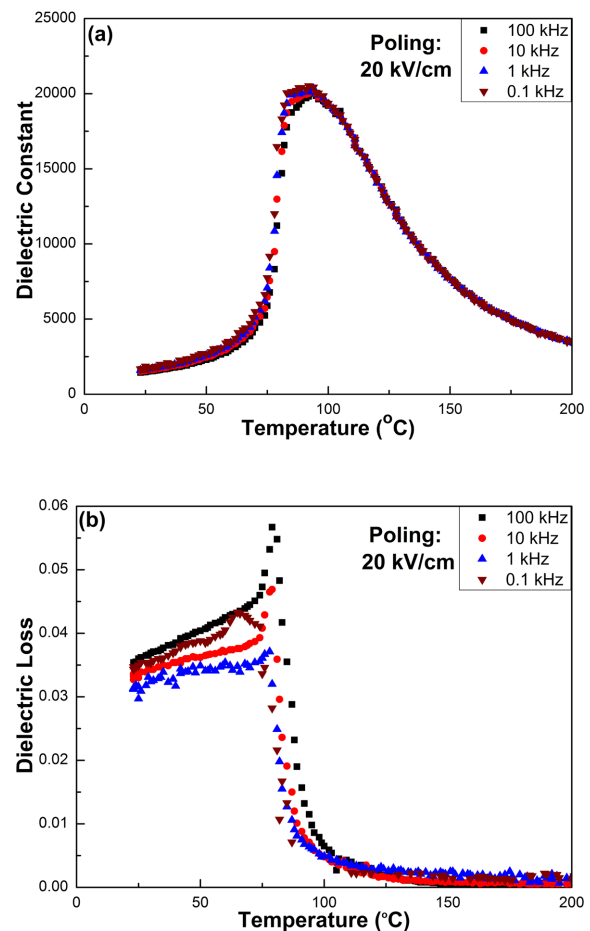 (a)
Poling:
20 kV/cm
100 kHz
10 kHz
1 kHz
0.1 kHz
Dielectric Constant
25000
20000
15000
10000
5000
0
0 50 100 150 200
Temperature (°C)
(b)
Poling:
20 kV/cm
100 kHz
10 kHz
1 kHz
0.1 kHz
Dielectric Loss
0.06
0.05
0.04
0.03
0.02
0.01
0.00
0 50 100 150 200
Temperature (°C)